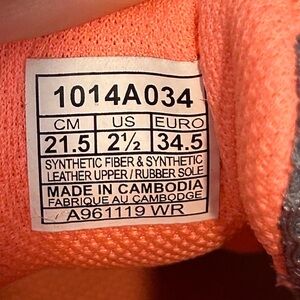 1014A034
CM US EURO
21.5 2½ 34.5
SYNTHETIC FIBER & SYNTHETIC
LEATHER UPPER / RUBBER SOLE
MADE IN CAMBODIA
FABRIQUE AU CAMBODGE
A961119 WR